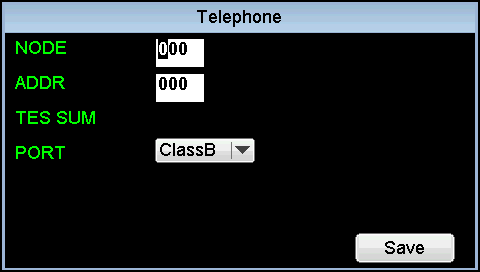 Telephone
NODE 000
ADDR 000
TES SUM
PORT ClassB
Save